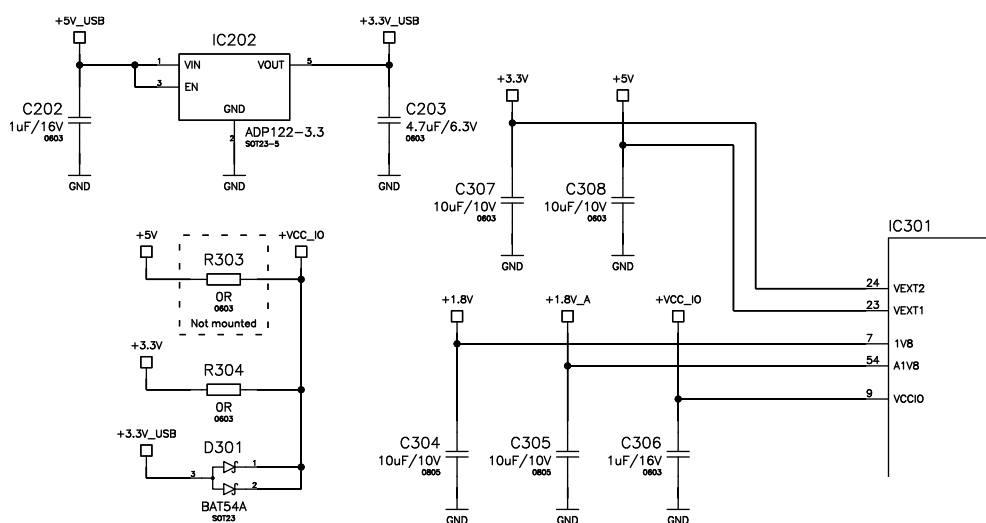 +5V_USB
+3.3V_USB
IC202
1 VIN VOUT 5
3 EN
GND
2
ADP122-3.3
SOT23-5
C202
1uF/16V
0603
C203
4.7uF/6.3V
0603
GND GND GND
+3.3V +5V
C307
10uF/10V
0603
C308
10uF/10V
0603
GND GND
+5V +VCC_IO
R303
0R
0603
Not mounted
+3.3V
R304
0R
0603
+3.3V_USB
D301
3 1
2
BAT54A
SOT23
IC301
24 VEXT2
23 VEXT1
7 1V8
54 A1V8
9 VCCIO
+1.8V +1.8V_A +VCC_IO
C304
10uF/10V
0805
C305
10uF/10V
0805
C306
1uF/16V
0603
GND GND GND